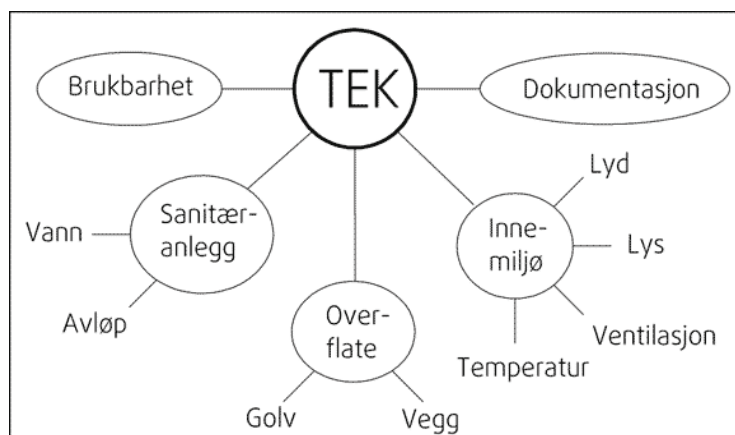 Brukbarhet
TEK
Dokumentasjon
Sanitær-
anlegg
Vann
Avløp
Over-
flate
Golv
Vegg
Inne-
miljø
Lyd
Lys
Ventilasjon
Temperatur